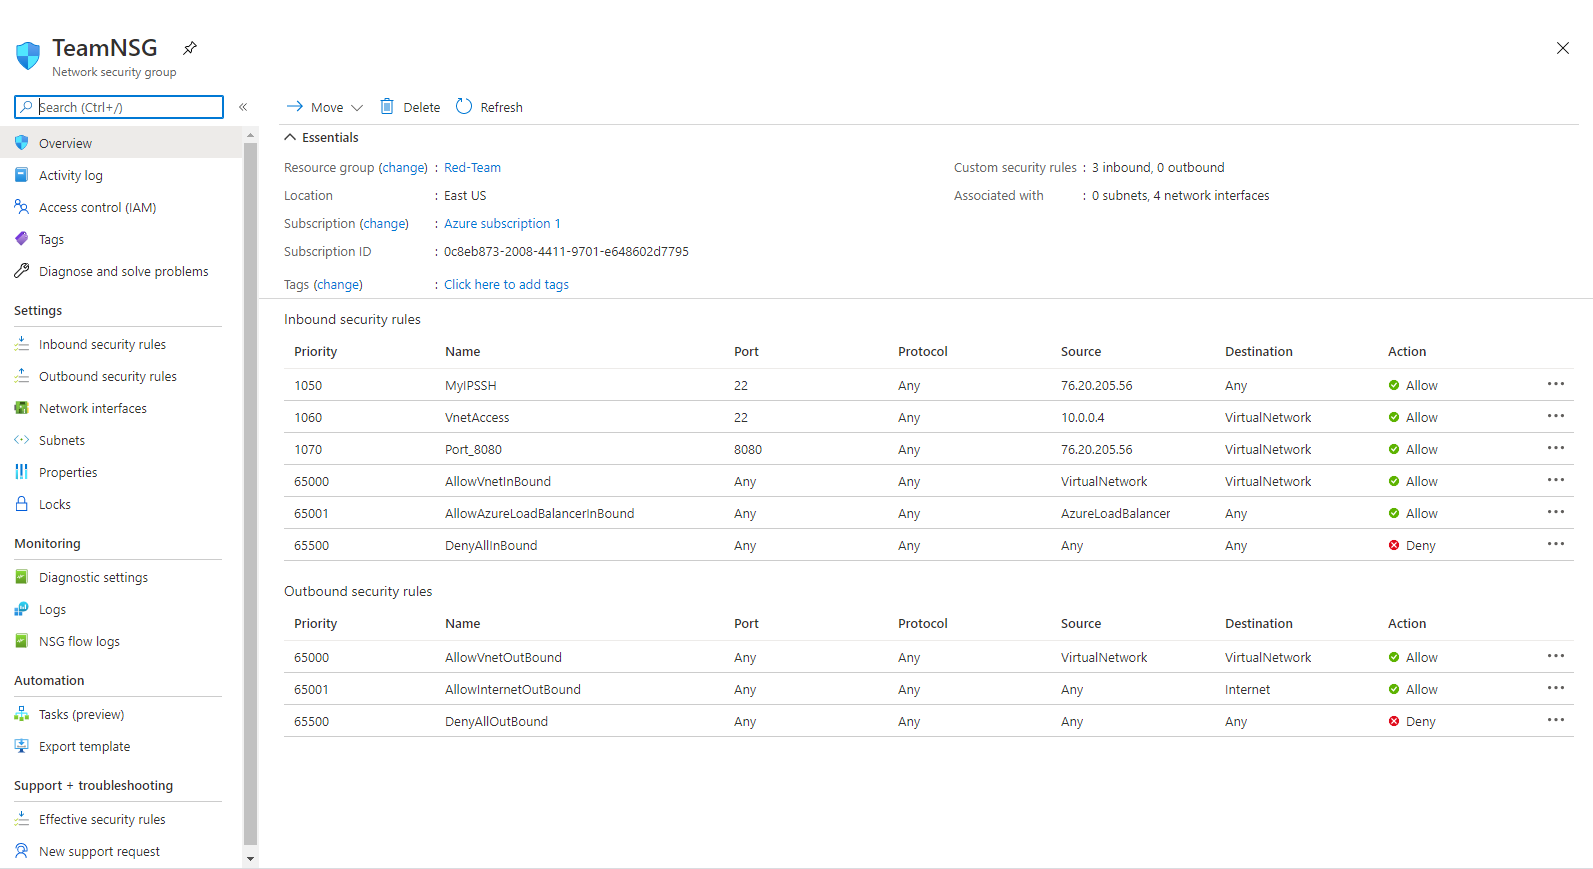 TeamNSG
Network security group
Search (Ctrl+/)
«
Overview
Activity log
Access control (IAM)
Tags
Diagnose and solve problems
Settings
Inbound security rules
Outbound security rules
Network interfaces
Subnets
Properties
Locks
Monitoring
Diagnostic settings
Logs
NSG flow logs
Automation
Tasks (preview)
Export template
Support + troubleshooting
Effective security rules
New support request
Move Delete Refresh
Essentials
Resource group (change) : Red-Team
Location : East US
Subscription (change) : Azure subscription 1
Subscription ID : 0c8eb873-2008-4411-9701-e648602d7795
Tags (change) : Click here to add tags
Custom security rules : 3 inbound, 0 outbound
Associated with : 0 subnets, 4 network interfaces
Inbound security rules
Priority Name Port Protocol Source Destination Action
1050 MyIPSSH 22 Any 76.20.205.56 Any Allow ...
1060 VnetAccess 22 Any 10.0.0.4 VirtualNetwork Allow ...
1070 Port_8080 8080 Any 76.20.205.56 VirtualNetwork Allow ...
65000 AllowVnetInBound Any Any VirtualNetwork VirtualNetwork Allow ...
65001 AllowAzureLoadBalancerInBound Any Any AzureLoadBalancer Any Allow ...
65500 DenyAllInBound Any Any Any Any Deny ...
Outbound security rules
Priority Name Port Protocol Source Destination Action
65000 AllowVnetOutBound Any Any VirtualNetwork VirtualNetwork Allow ...
65001 AllowInternetOutBound Any Any Any Internet Allow ...
65500 DenyAllOutBound Any Any Any Any Deny ...